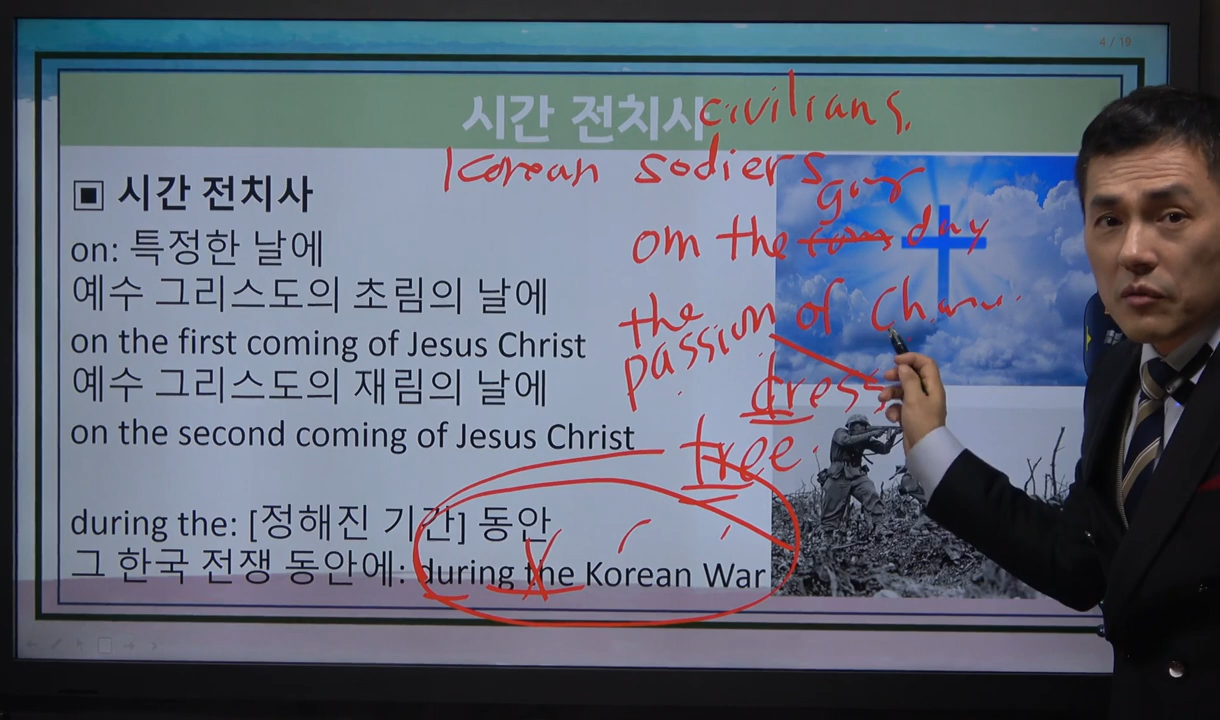 4 / 19
시간 전치사
civilians.
Korean sodiers
▣ 시간 전치사
on: 특정한 날에
on the day
예수 그리스도의 초림의 날에
the passion of
on the first coming of Jesus Christ
예수 그리스도의 재림의 날에
dress
on the second coming of Jesus Christ
tree.
during the: [정해진 기간] 동안
그 한국 전쟁 동안에: during the Korean War